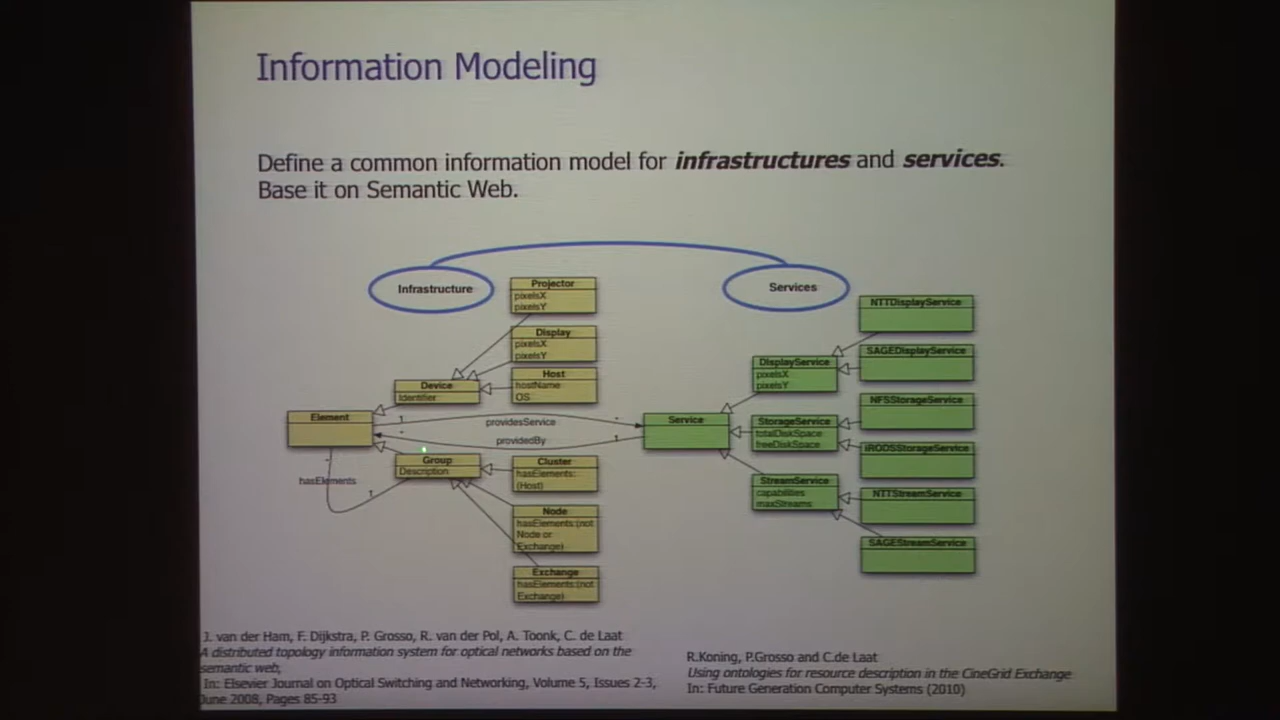 Information Modeling
Define a common information model for infrastructures and services.
Base it on Semantic Web.
Infrastructure
Services
Projector
pixelsX
pixelsY
Display
pixelsX
pixelsY
Host
hostName
OS
Device
Identifier
Element
providesService
providedBy
1
1
hasElements
1
Group
Description
Cluster
hasElements:
(Host)
Node
hasElements:(not
Node or
Exchange)
Exchange
hasElements:(not
Exchange)
Service
DisplayService
pixelsX
pixelsY
StorageService
totalDiskSpace
freeDiskSpace
StreamService
capabilities
maxStreams
NTTDisplayService
SAGEDisplayService
NFSStorageService
iRODSStorageService
NTTStreamService
SAGEStreamService
J. van der Ham, F. Dijkstra, P. Grosso, R. van der Pol, A. Toonk, C. de Laat
A distributed topology information system for optical networks based on the
semantic web,
In: Elsevier Journal on Optical Switching and Networking, Volume 5, Issues 2-3,
June 2008, Pages 85-93
R.Koning, P.Grosso and C.de Laat
Using ontologies for resource description in the CineGrid Exchange
In: Future Generation Computer Systems (2010)